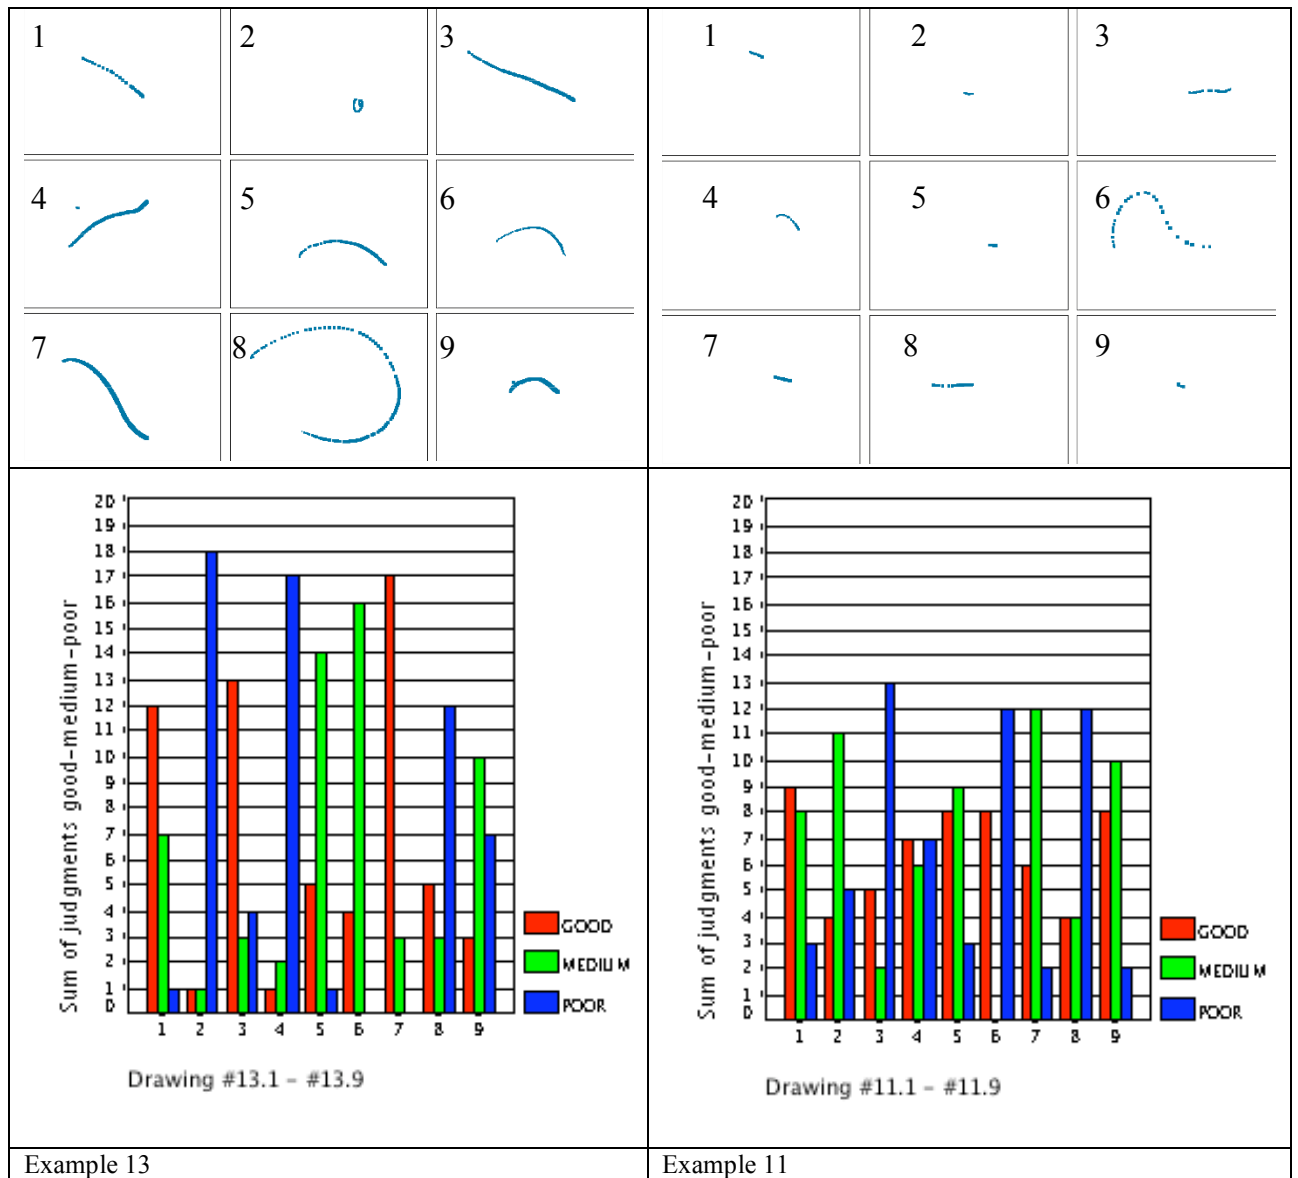 1 2 3
4 5 6
7 8 9
1 2 3
4 5 6
7 8 9
Sum of judgments good-medium-poor
20
19
18
17
16
15
14
13
12
11
10
9
8
7
6
5
4
3
2
1
0
1 2 3 4 5 6 7 8 9
GOOD
MEDIUM
POOR
Drawing #13.1 - #13.9
Sum of judgments good-medium-poor
20
19
18
17
16
15
14
13
12
11
10
9
8
7
6
5
4
3
2
1
0
1 2 3 4 5 6 7 8 9
GOOD
MEDIUM
POOR
Drawing #11.1 - #11.9
Example 13
Example 11